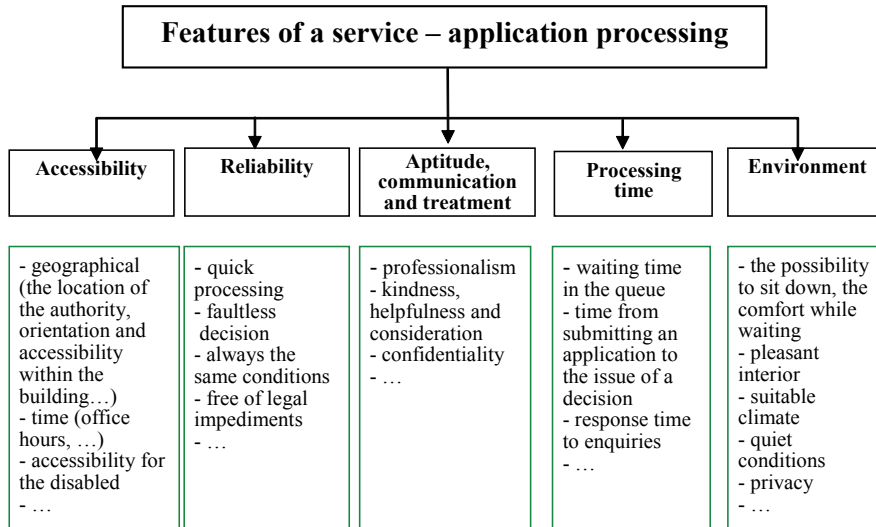 Features of a service – application processing
Accessibility
Reliability
Aptitude,
communication
and treatment
Processing
time
Environment
- geographical
(the location of
the authority,
orientation and
accessibility
within the
building…)
- time (office
hours, …)
- accessibility for
the disabled
- …
- quick
processing
- faultless
decision
- always the
same conditions
- free of legal
impediments
- …
- professionalism
- kindness,
helpfulness and
consideration
- confidentiality
- …
- waiting time
in the queue
- time from
submitting an
application to
the issue of a
decision
- response time
to enquiries
- …
- the possibility
to sit down, the
comfort while
waiting
- pleasant
interior
- suitable
climate
- quiet
conditions
- privacy
- …